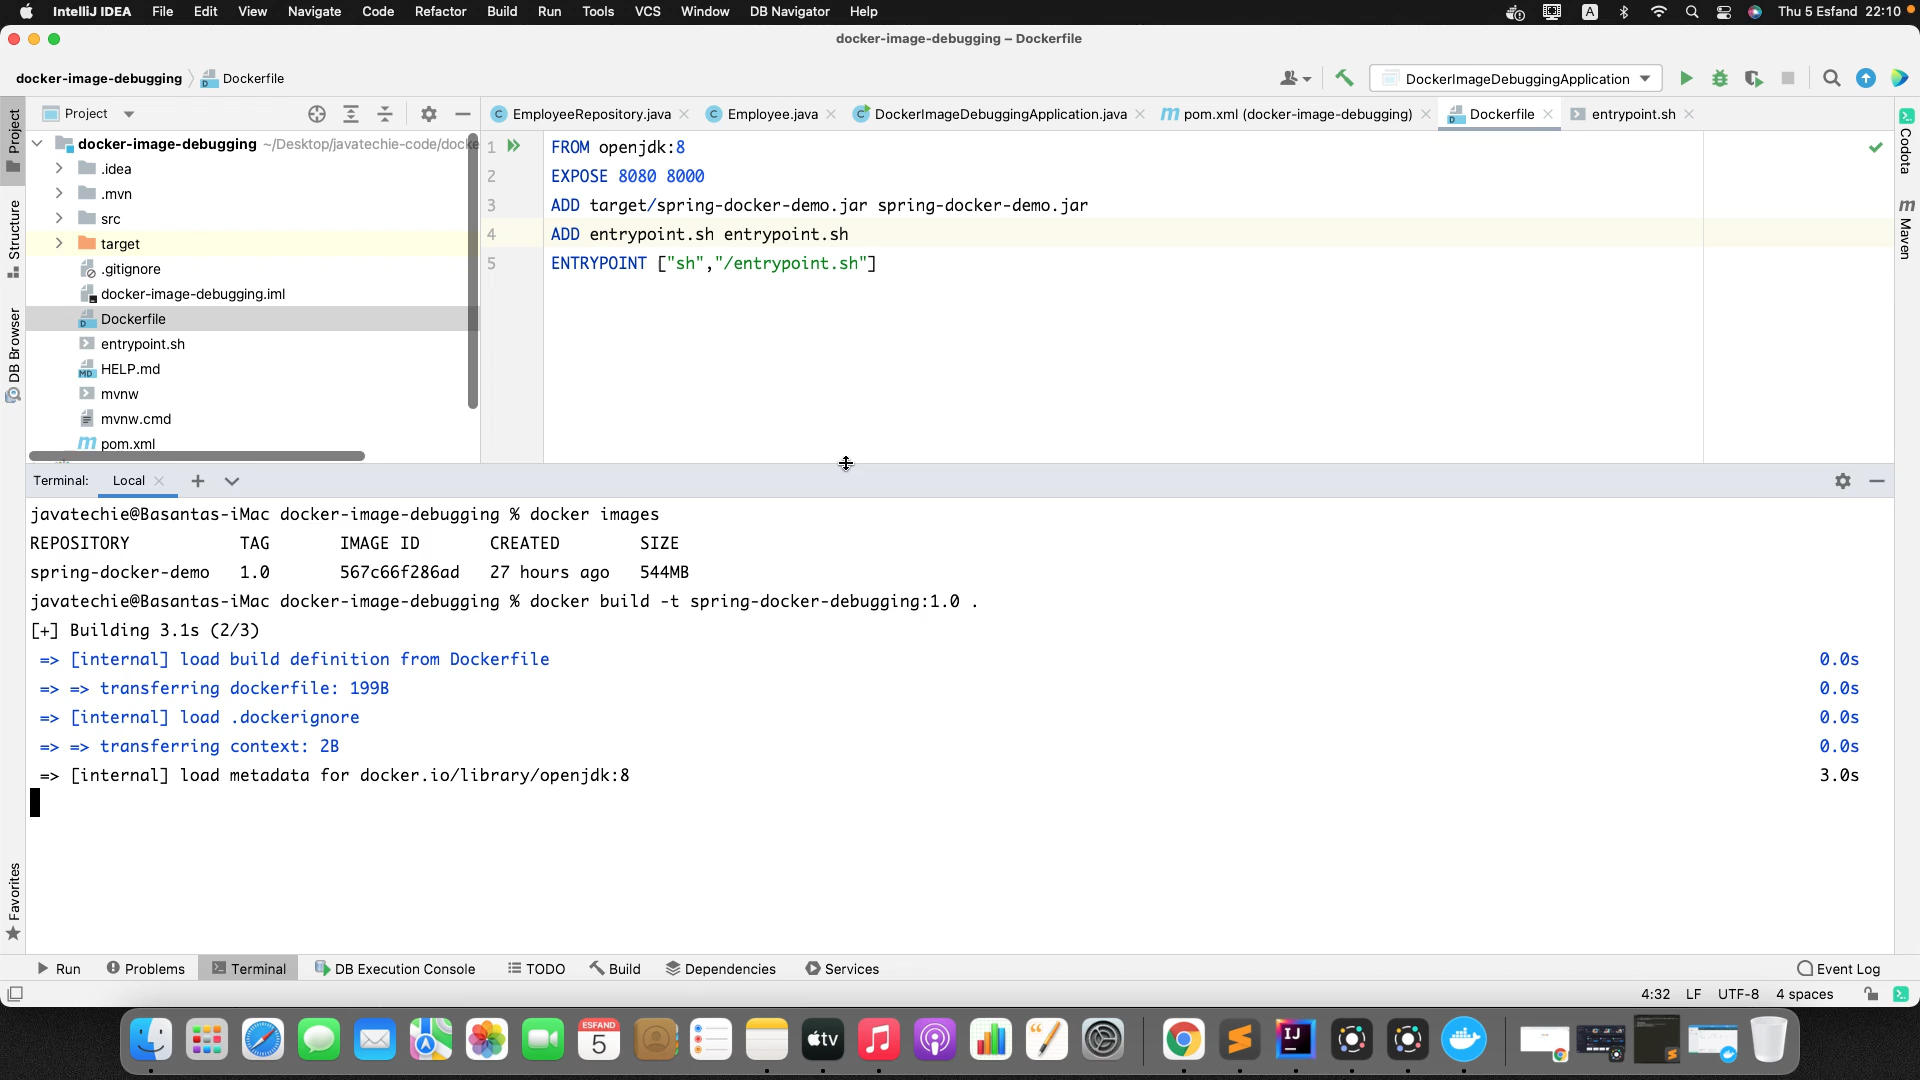 IntelliJ IDEA File Edit View Navigate Code Refactor Build Run Tools VCS Window DB Navigator Help A Thu 5 Esfand 22:10
docker-image-debugging – Dockerfile
docker-image-debugging Dockerfile DockerImageDebuggingApplication
Project
EmployeeRepository.java Employee.java DockerImageDebuggingApplication.java pom.xml (docker-image-debugging) Dockerfile entrypoint.sh
Project
Structure
DB Browser
Favorites
docker-image-debugging ~/Desktop/javatechie-code/docke
.idea
.mvn
src
target
.gitignore
docker-image-debugging.iml
Dockerfile
entrypoint.sh
HELP.md
mvnw
mvnw.cmd
pom.xml
1 FROM openjdk:8
2 EXPOSE 8080 8000
3 ADD target/spring-docker-demo.jar spring-docker-demo.jar
4 ADD entrypoint.sh entrypoint.sh
5 ENTRYPOINT ["sh","/entrypoint.sh"]
Codota
Maven
Terminal: Local
javatechie@Basantas-iMac docker-image-debugging % docker images
REPOSITORY TAG IMAGE ID CREATED SIZE
spring-docker-demo 1.0 567c66f286ad 27 hours ago 544MB
javatechie@Basantas-iMac docker-image-debugging % docker build -t spring-docker-debugging:1.0 .
[+] Building 3.1s (2/3)
=> [internal] load build definition from Dockerfile 0.0s
=> => transferring dockerfile: 199B 0.0s
=> [internal] load .dockerignore 0.0s
=> => transferring context: 2B 0.0s
=> [internal] load metadata for docker.io/library/openjdk:8 3.0s
Run Problems Terminal DB Execution Console TODO Build Dependencies Services Event Log
4:32 LF UTF-8 4 spaces
ESFAND
5
tv
IJ